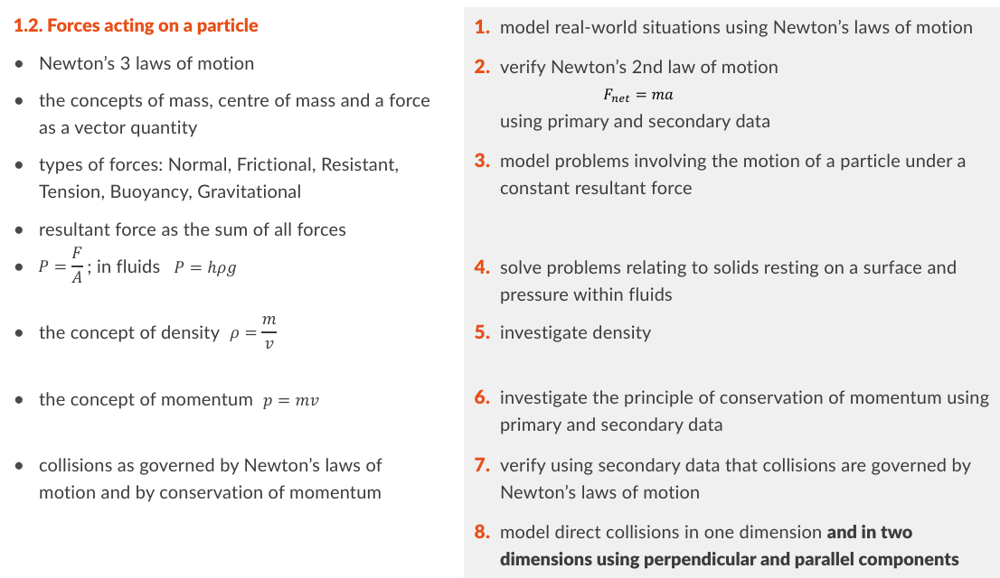 1.2. Forces acting on a particle
• Newton’s 3 laws of motion
• the concepts of mass, centre of mass and a force
as a vector quantity
• types of forces: Normal, Frictional, Resistant,
Tension, Buoyancy, Gravitational
• resultant force as the sum of all forces
• P = F/A ; in fluids P = hρg
• the concept of density ρ = m/v
• the concept of momentum p = mv
• collisions as governed by Newton’s laws of
motion and by conservation of momentum
1. model real-world situations using Newton’s laws of motion
2. verify Newton’s 2nd law of motion
F_net = ma
using primary and secondary data
3. model problems involving the motion of a particle under a
constant resultant force
4. solve problems relating to solids resting on a surface and
pressure within fluids
5. investigate density
6. investigate the principle of conservation of momentum using
primary and secondary data
7. verify using secondary data that collisions are governed by
Newton’s laws of motion
8. model direct collisions in one dimension and in two
dimensions using perpendicular and parallel components